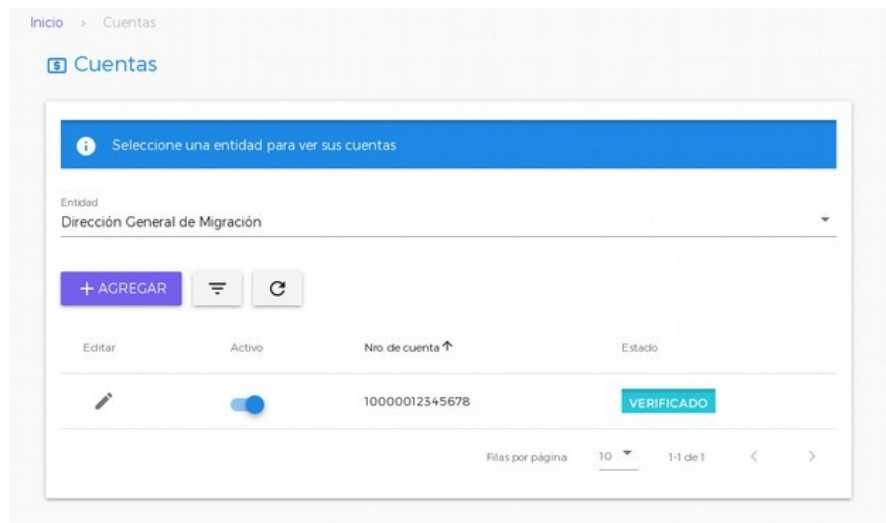 Inicio > Cuentas
Cuentas
Seleccione una entidad para ver sus cuentas
Entidad
Dirección General de Migración
+ AGREGAR
Editar Activo Nro. de cuenta ↑ Estado
10000012345678 VERIFICADO
Filas por página 10 1-1 de 1 < >